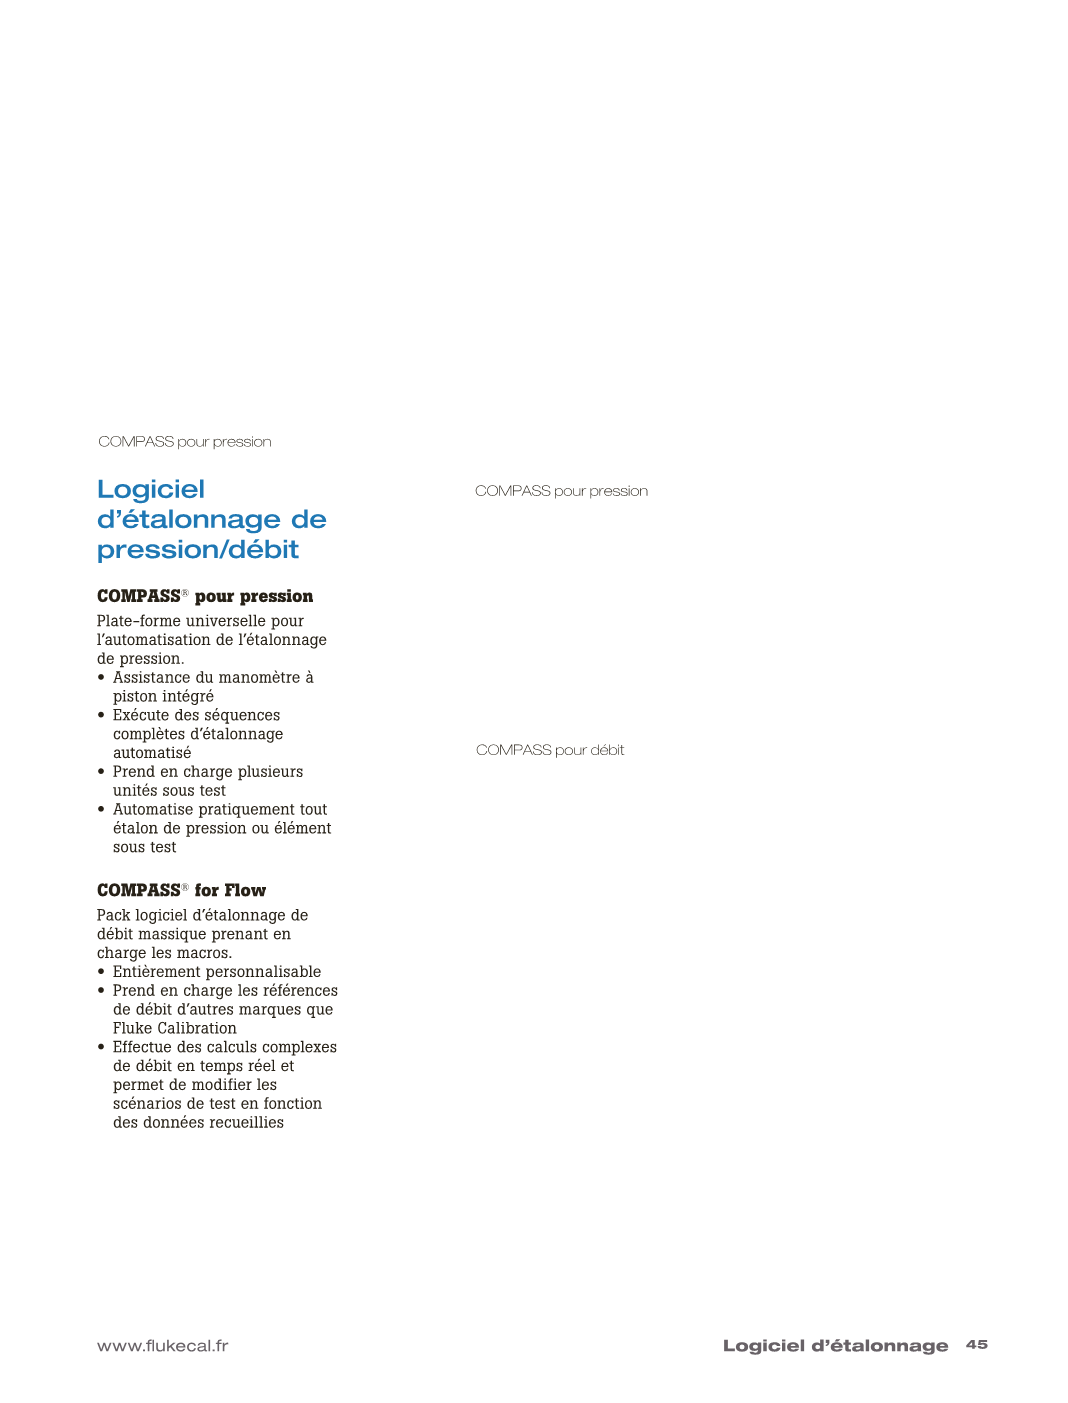 COMPASS pour pression
Logiciel
d’étalonnage de
pression/débit
COMPASS® pour pression
Plate-forme universelle pour
l’automatisation de l’étalonnage
de pression.
• Assistance du manomètre à
piston intégré
• Exécute des séquences
complètes d’étalonnage
automatisé
• Prend en charge plusieurs
unités sous test
• Automatise pratiquement tout
étalon de pression ou élément
sous test
COMPASS® for Flow
Pack logiciel d’étalonnage de
débit massique prenant en
charge les macros.
• Entièrement personnalisable
• Prend en charge les références
de débit d’autres marques que
Fluke Calibration
• Effectue des calculs complexes
de débit en temps réel et
permet de modifier les
scénarios de test en fonction
des données recueillies
COMPASS pour pression
COMPASS pour débit
www.flukecal.fr
Logiciel d’étalonnage 45